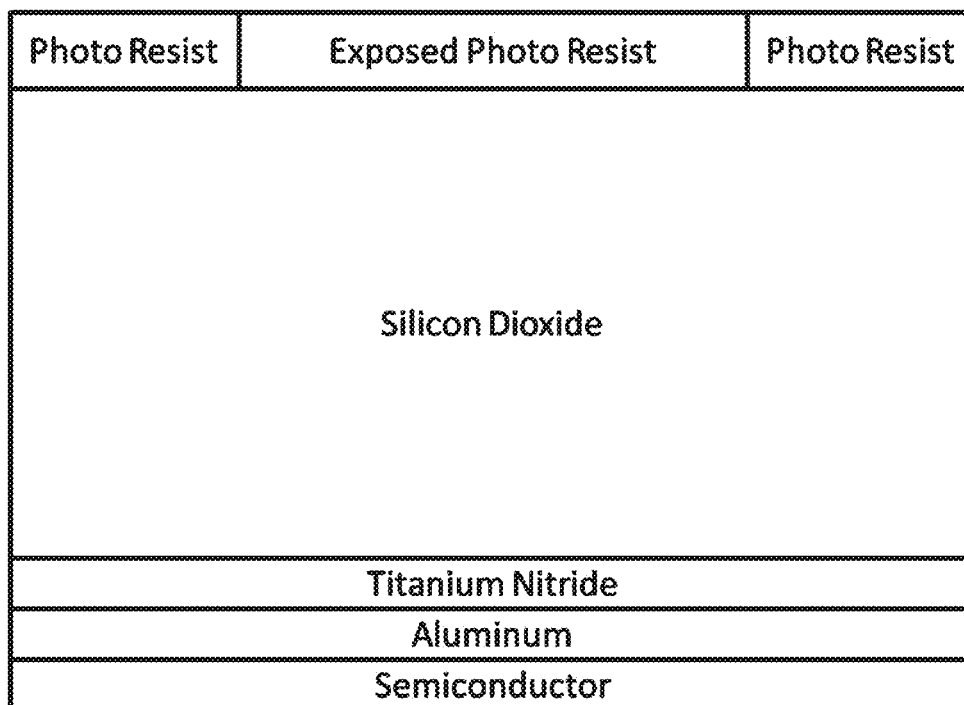 Photo Resist Exposed Photo Resist Photo Resist
Silicon Dioxide
Titanium Nitride
Aluminum
Semiconductor